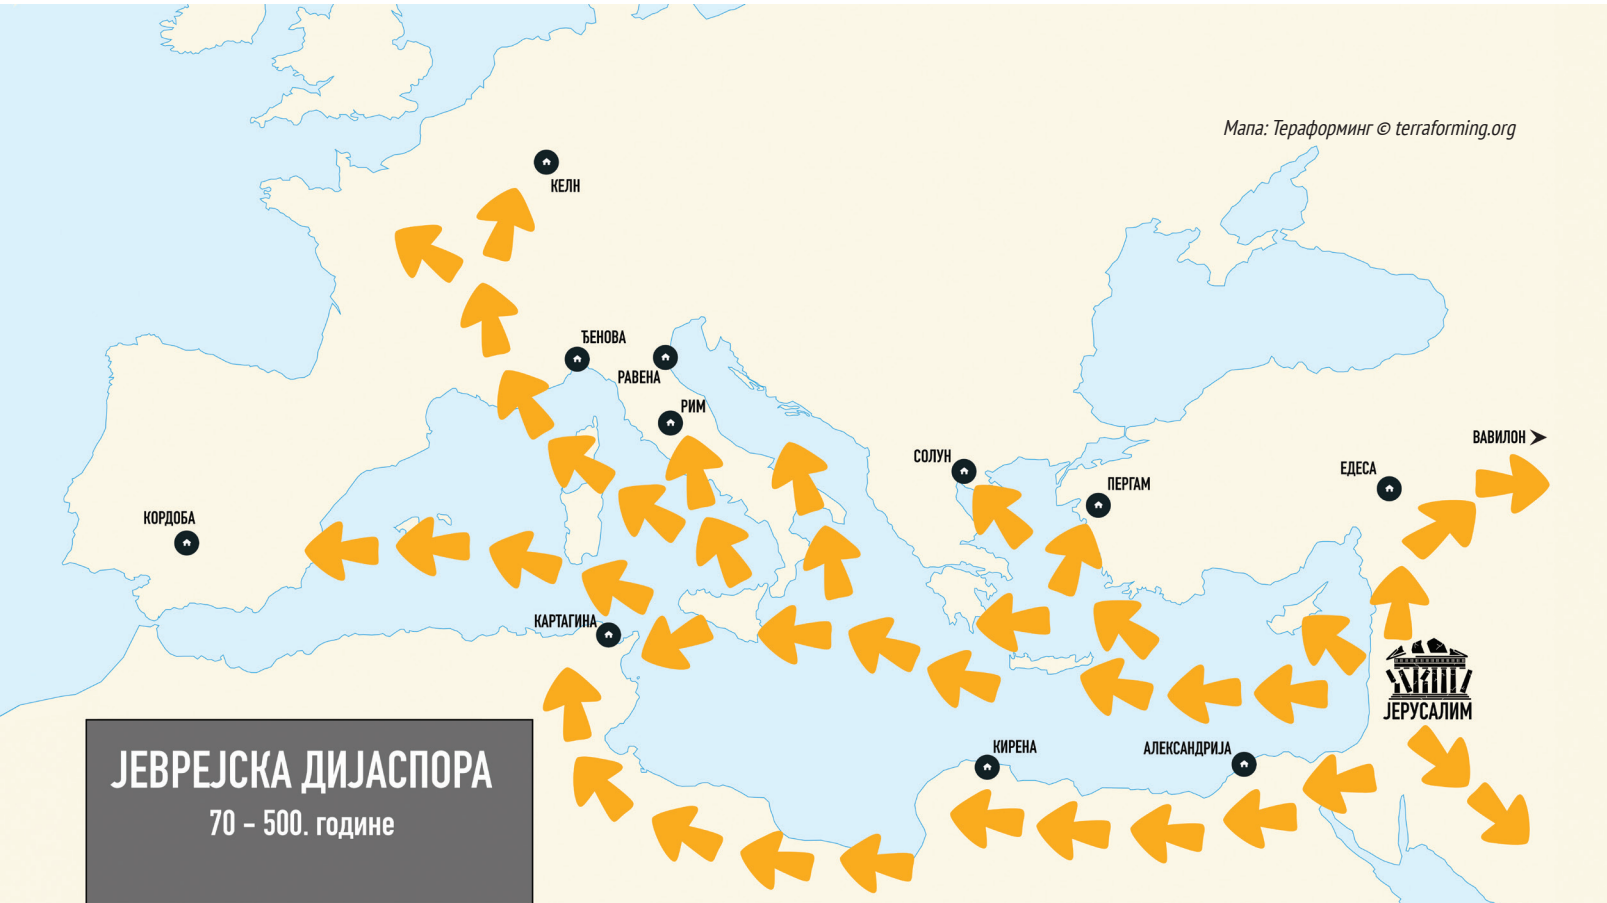 Мапа: Тераформинг © terraforming.org
КЕЛН
ЂЕНОВА
РАВЕНА
РИМ
СОЛУН
ПЕРГАМ
ЕДЕСА
ВАВИЛОН
КОРДОБА
КАРТАГИНА
ЈЕРУСАЛИМ
КИРЕНА
АЛЕКСАНДРИЈА
ЈЕВРЕЈСКА ДИЈАСПОРА
70 – 500. године